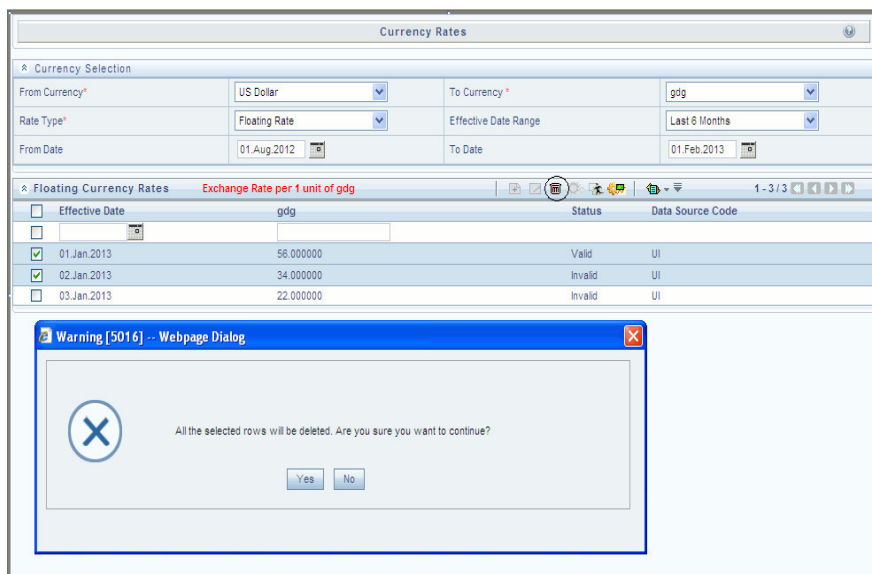 Currency Rates
Currency Selection
From Currency* US Dollar To Currency * gdg
Rate Type* Floating Rate Effective Date Range Last 6 Months
From Date 01.Aug.2012 To Date 01.Feb.2013
Floating Currency Rates Exchange Rate per 1 unit of gdg 1 - 3 / 3
Effective Date gdg Status Data Source Code
01.Jan.2013 56.000000 Valid UI
02.Jan.2013 34.000000 Invalid UI
03.Jan.2013 22.000000 Invalid UI
Warning [5016] -- Webpage Dialog
All the selected rows will be deleted. Are you sure you want to continue?
Yes No